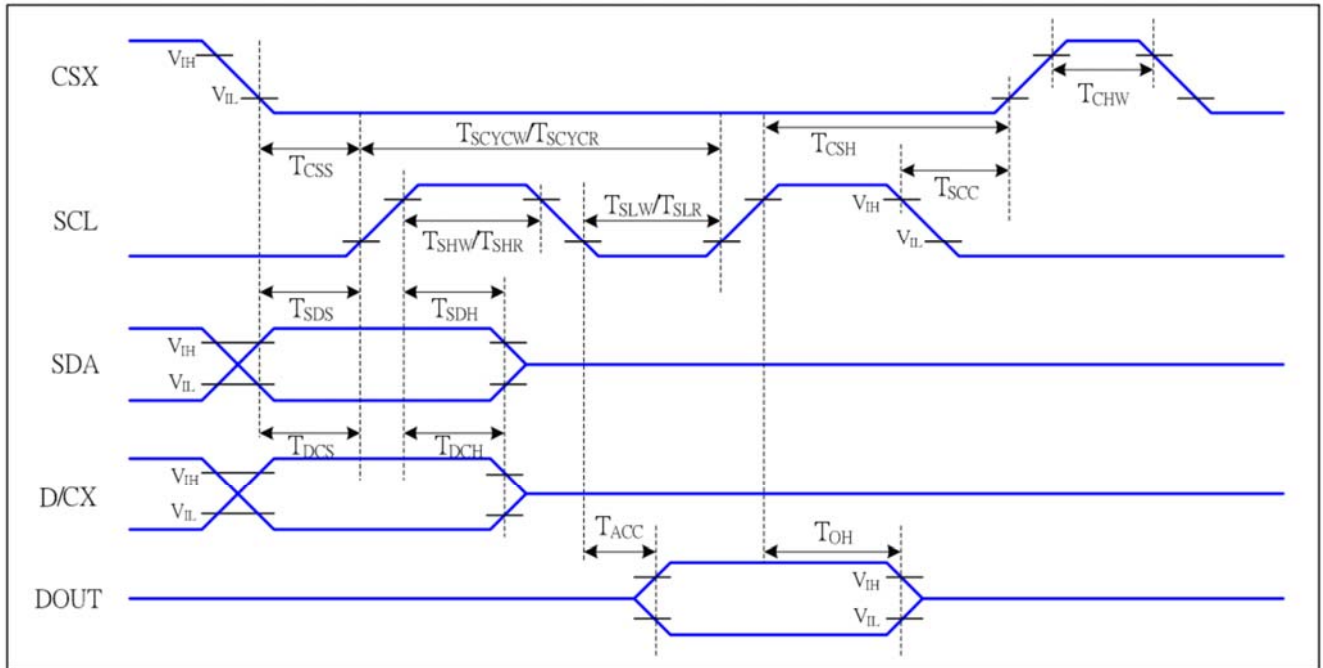 CSX
VIH
VIL
TCHW
TSCYCW/TSCYCR
TCSS
TCSH
TSCC
SCL
TSLW/TSLR
TSHW/TSHR
VIH
VIL
TSDS
TSDH
SDA
VIH
VIL
TDCS
TDCH
D/CX
VIH
VIL
TACC
TOH
DOUT
VIH
VIL